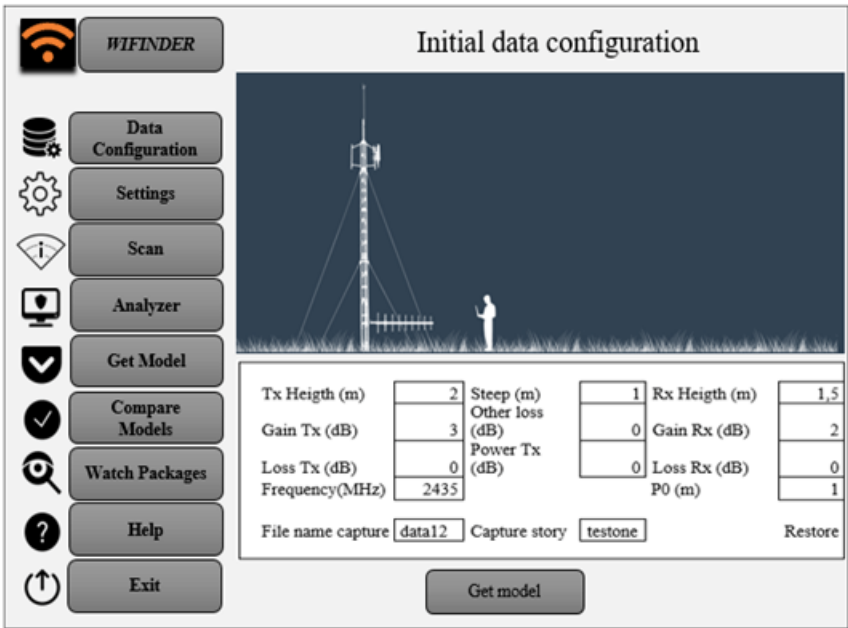 WIFINDER
Initial data configuration
Data
Configuration
Settings
Scan
Analyzer
Get Model
Compare
Models
Watch Packages
Help
Exit
Tx Heigth (m) 2 Steep (m) 1 Rx Heigth (m) 1,5
Other loss
Gain Tx (dB) 3 (dB) 0 Gain Rx (dB) 2
Power Tx
Loss Tx (dB) 0 (dB) 0 Loss Rx (dB) 0
Frequency(MHz) 2435 P0 (m) 1
File name capture data12 Capture story testone Restore
Get model